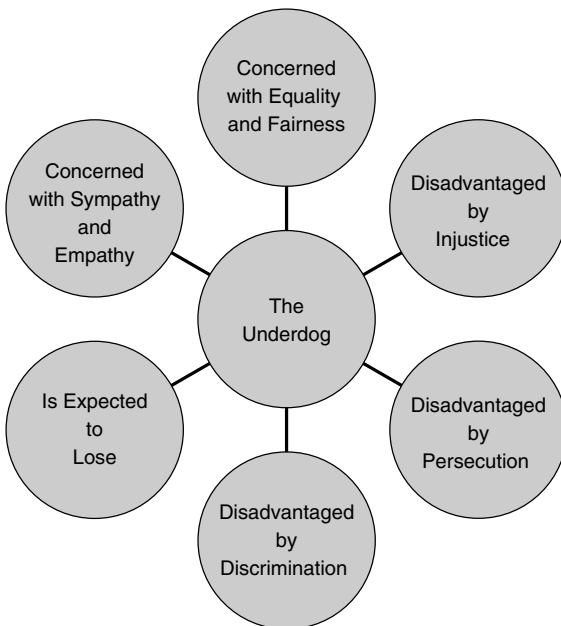 Concerned
with Equality
and Fairness
Concerned
with Sympathy
and
Empathy
Disadvantaged
by
Injustice
The
Underdog
Is Expected
to
Lose
Disadvantaged
by
Persecution
Disadvantaged
by
Discrimination